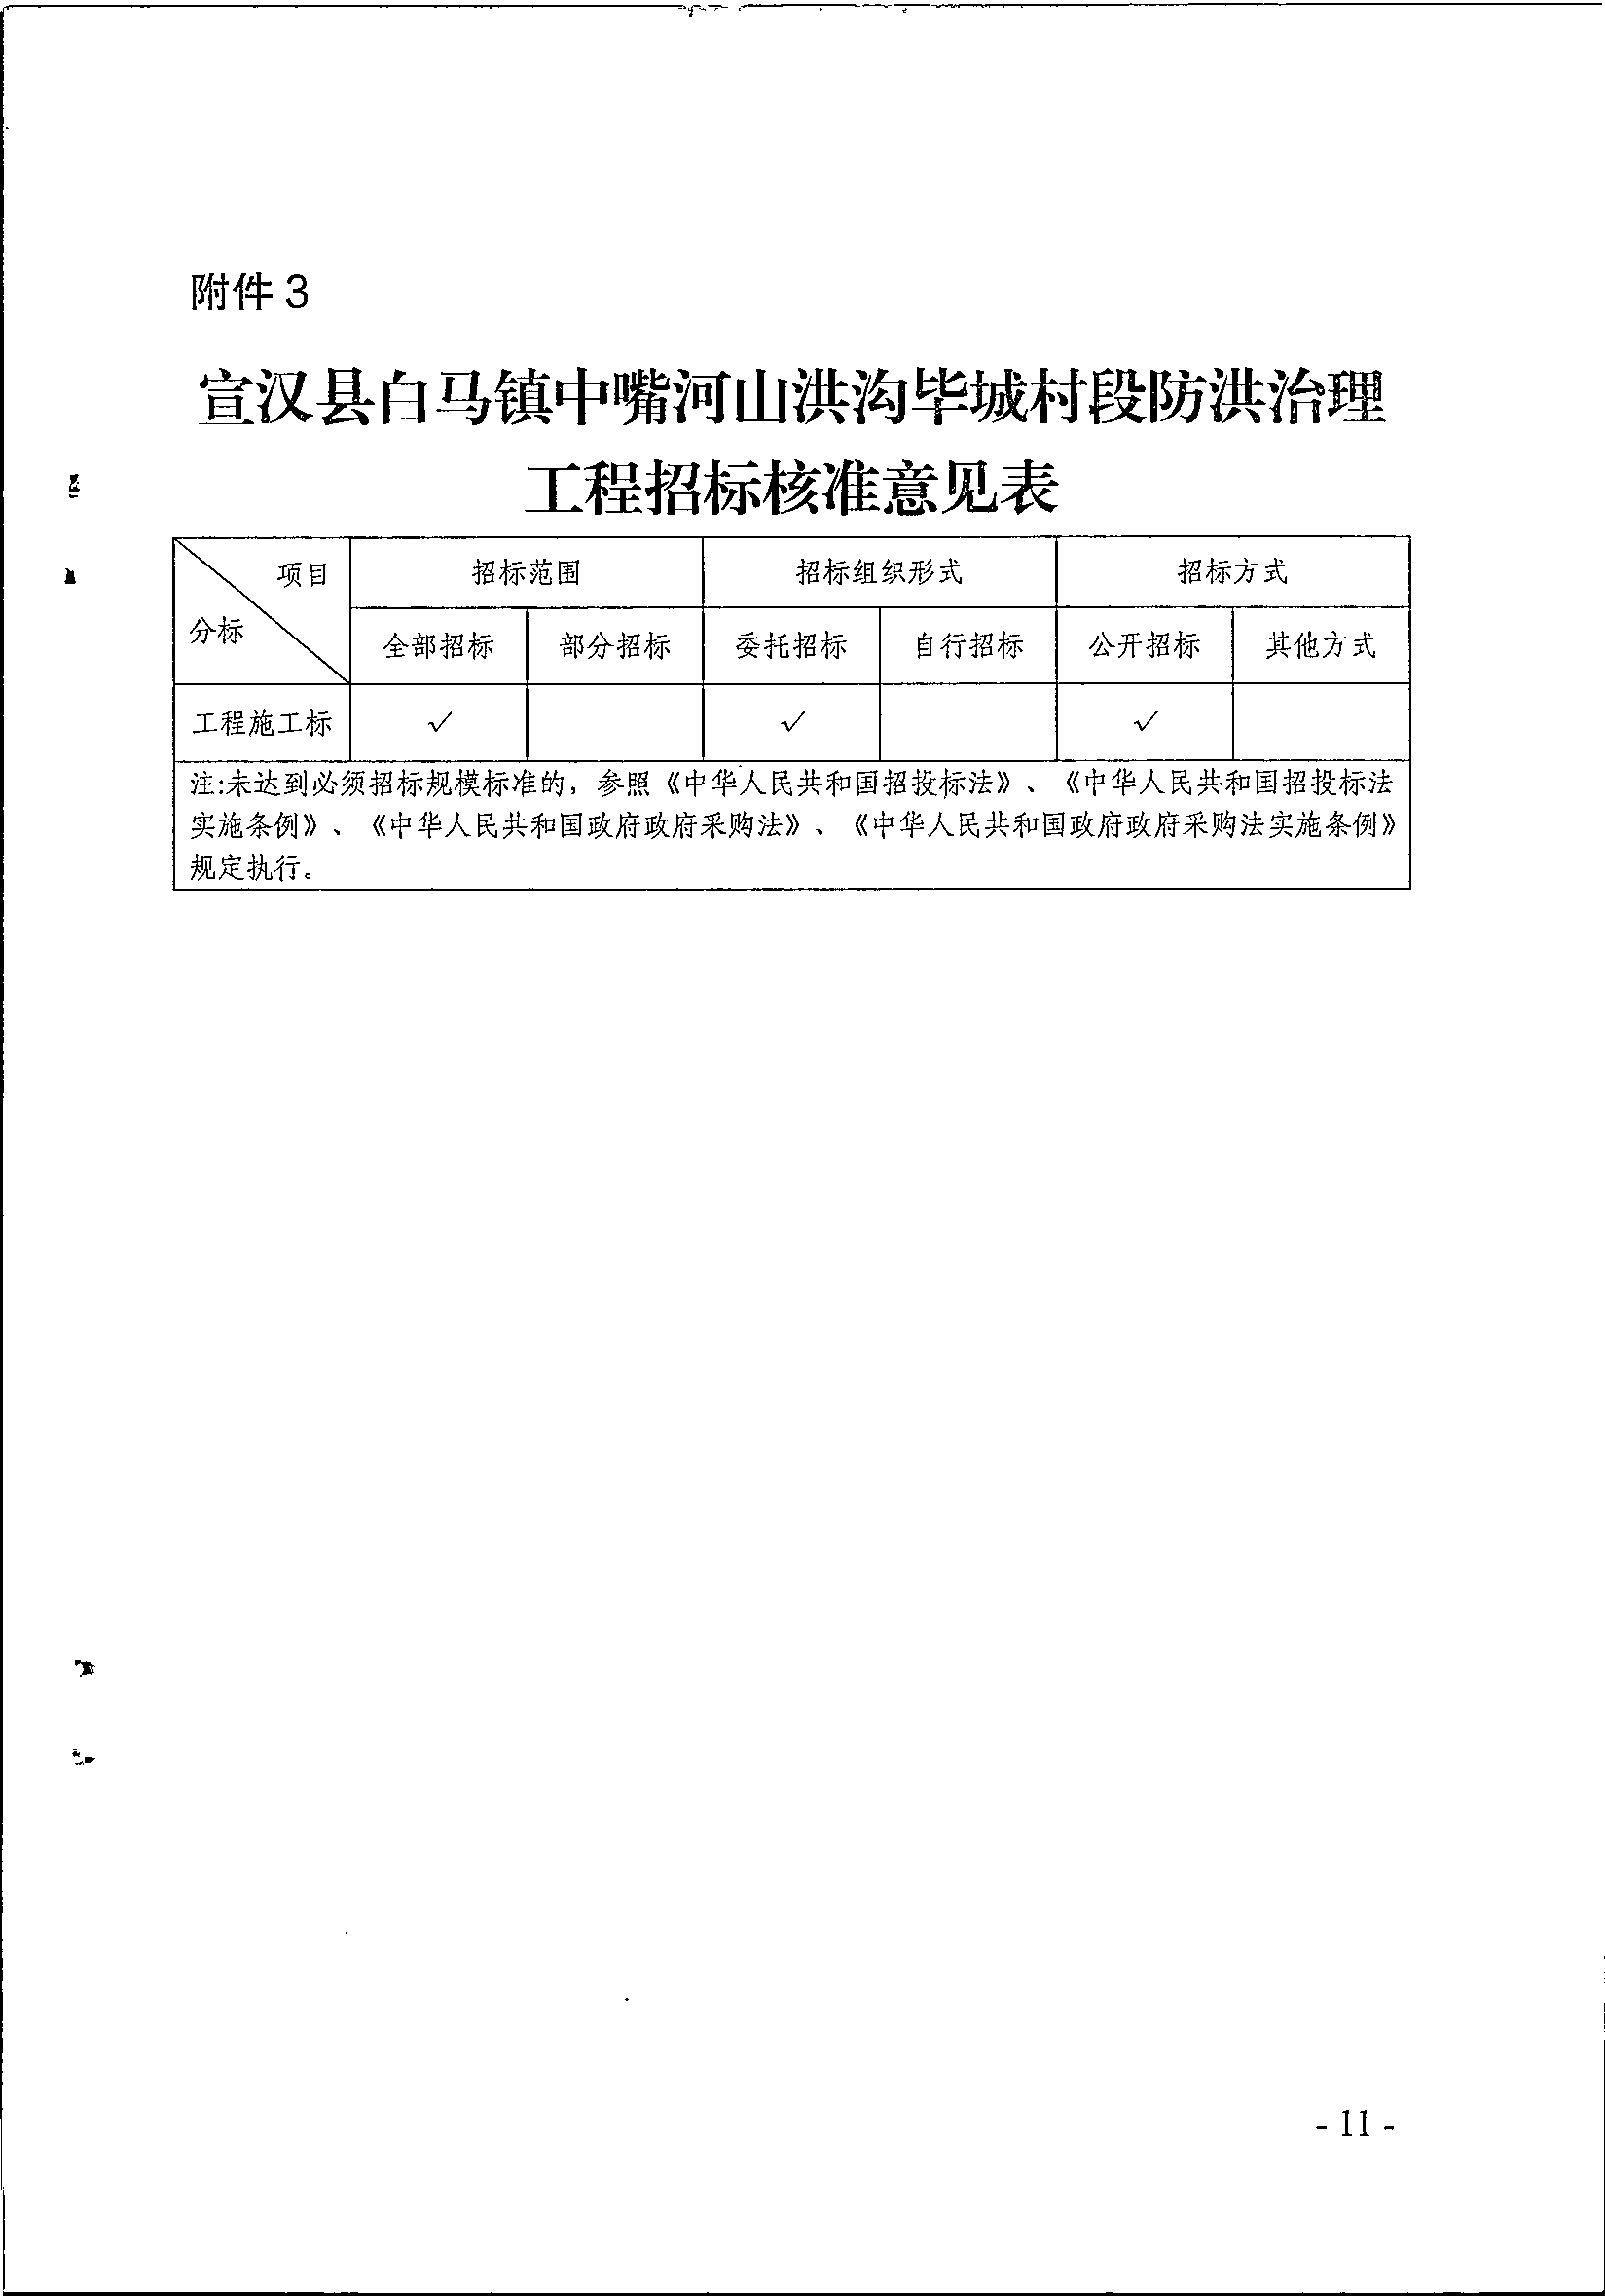 附件3
宣汉县白马镇中嘴河山洪沟毕城村段防洪治理
工程招标核准意见表
项目 招标范围 招标组织形式 招标方式
分标 全部招标 部分招标 委托招标 自行招标 公开招标 其他方式
工程施工标 √ √ √
注:未达到必须招标规模标准的，参照《中华人民共和国招投标法》、《中华人民共和国招投标法
实施条例》、《中华人民共和国政府政府采购法》、《中华人民共和国政府政府采购法实施条例》
规定执行。
- 11 -